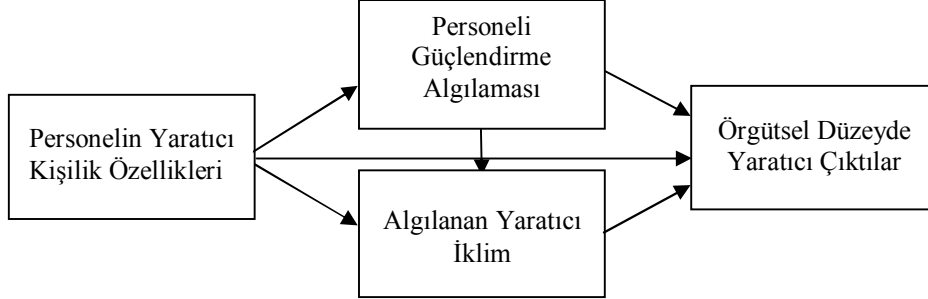 Personeli
Güçlendirme
Algılaması
Personelin Yaratıcı
Kişilik Özellikleri
Örgütsel Düzeyde
Yaratıcı Çıktılar
Algılanan Yaratıcı
İklim